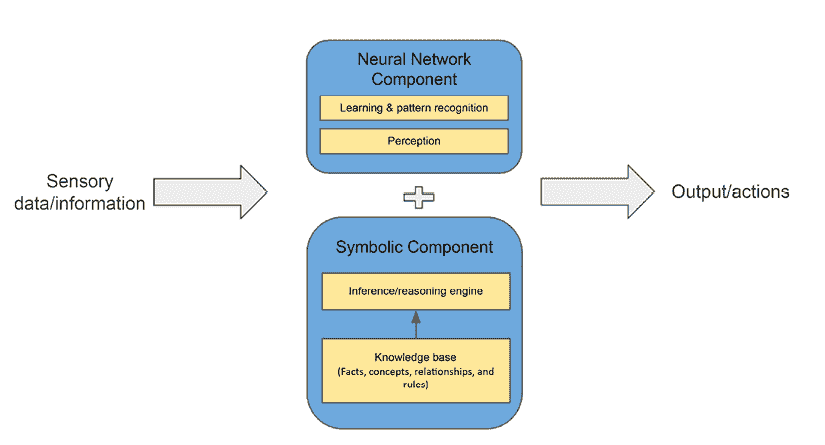 Neural Network
Component
Learning & pattern recognition
Perception
Sensory
data/information
Output/actions
Symbolic Component
Inference/reasoning engine
Knowledge base
(Facts, concepts, relationships, and
rules)